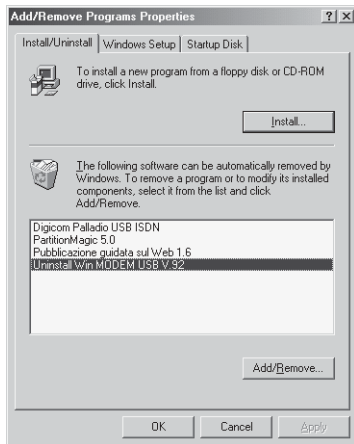 Add/Remove Programs Properties
Install/Uninstall Windows Setup Startup Disk
To install a new program from a floppy disk or CD-ROM
drive, click Install.
Install...
The following software can be automatically removed by
Windows. To remove a program or to modify its installed
components, select it from the list and click
Add/Remove.
Digicom Palladio USB ISDN
PartitionMagic 5.0
Pubblicazione guidata sul Web 1.6
Uninstall Win MODEM USB V.92
Add/Remove...
OK Cancel Apply